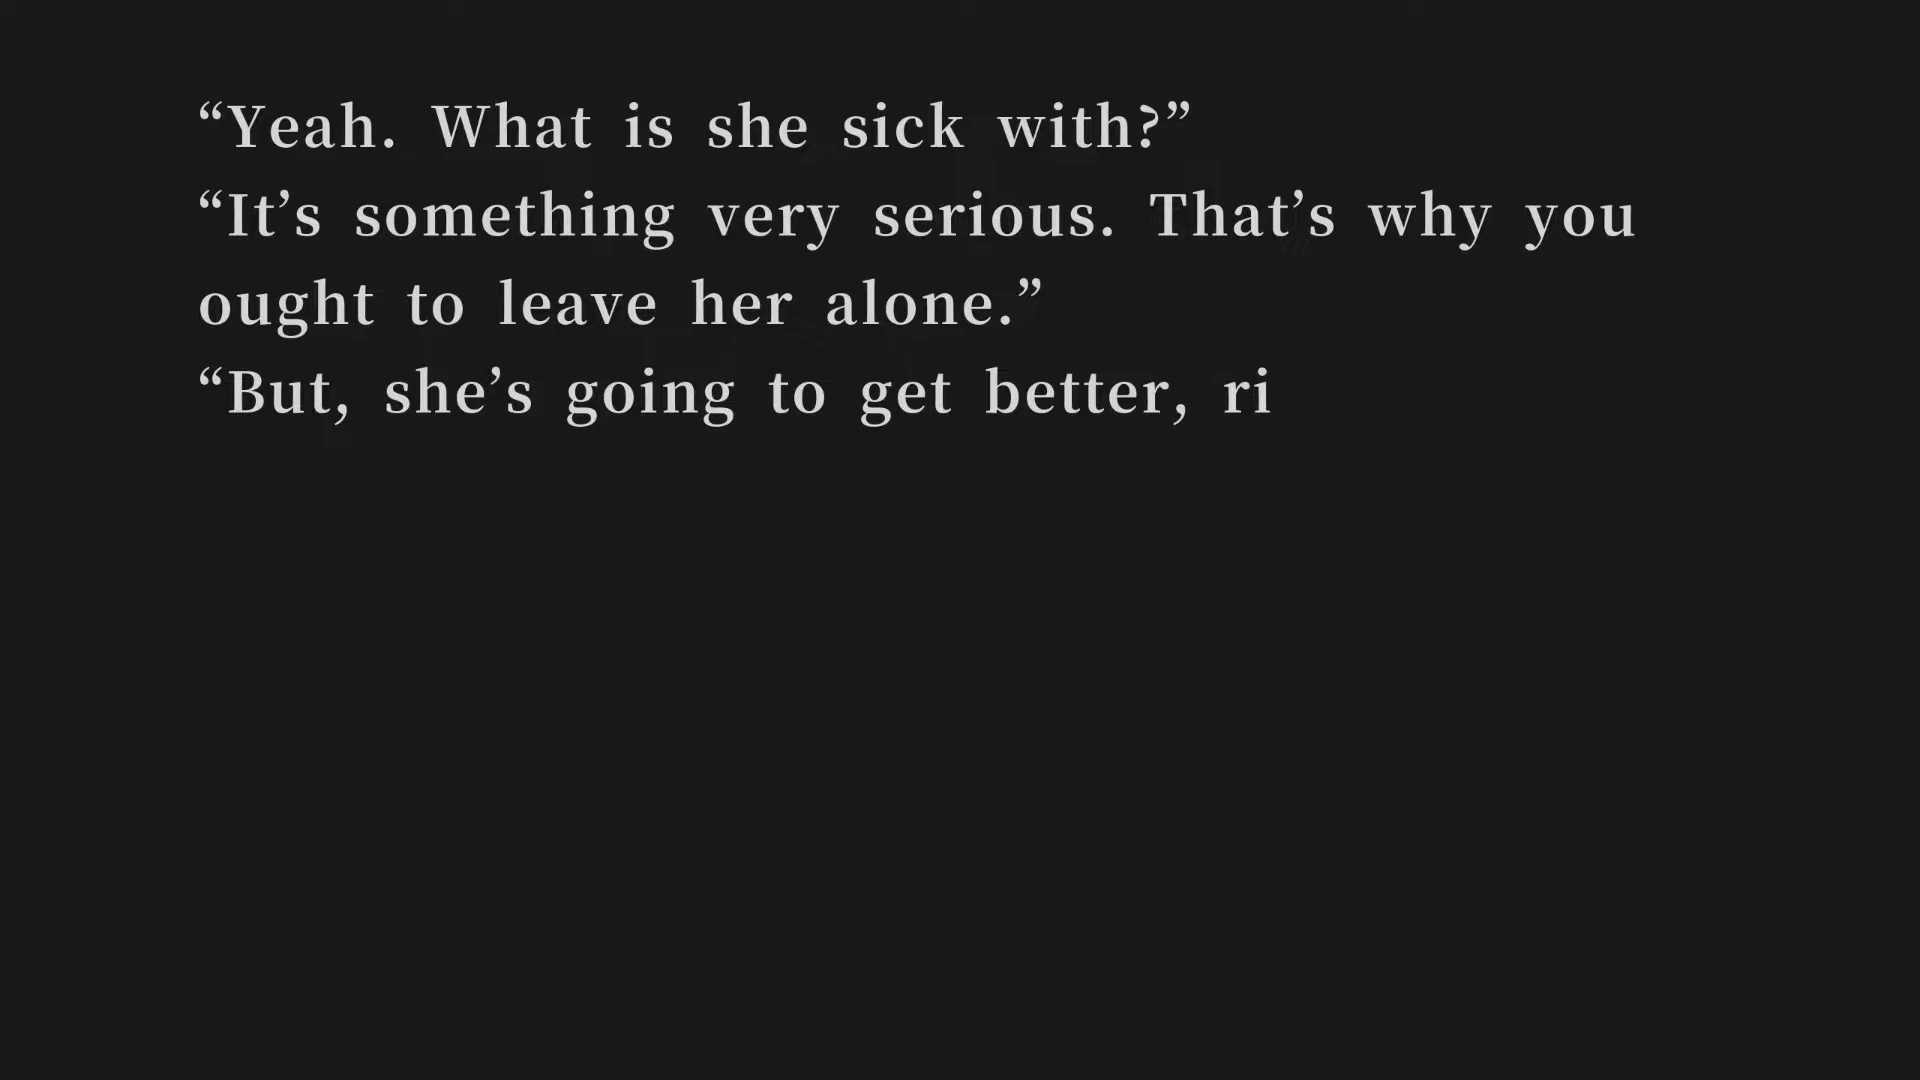 “Yeah. What is she sick with?”
“It’s something very serious. That’s why you
ought to leave her alone.”
“But, she’s going to get better, ri